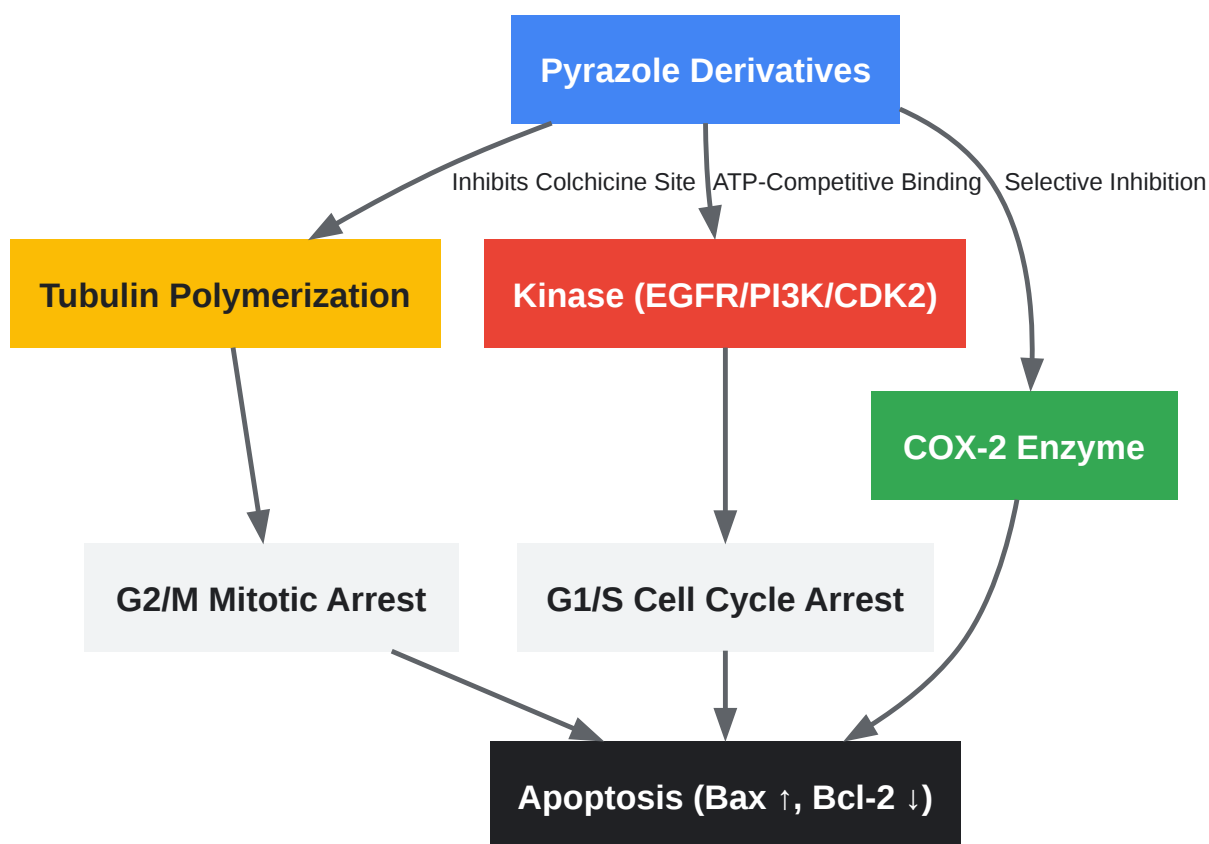 Pyrazole Derivatives
Inhibits Colchicine Site
ATP-Competitive Binding
Selective Inhibition
Tubulin Polymerization
Kinase (EGFR/PI3K/CDK2)
COX-2 Enzyme
G2/M Mitotic Arrest
G1/S Cell Cycle Arrest
Apoptosis (Bax ↑, Bcl-2 ↓)